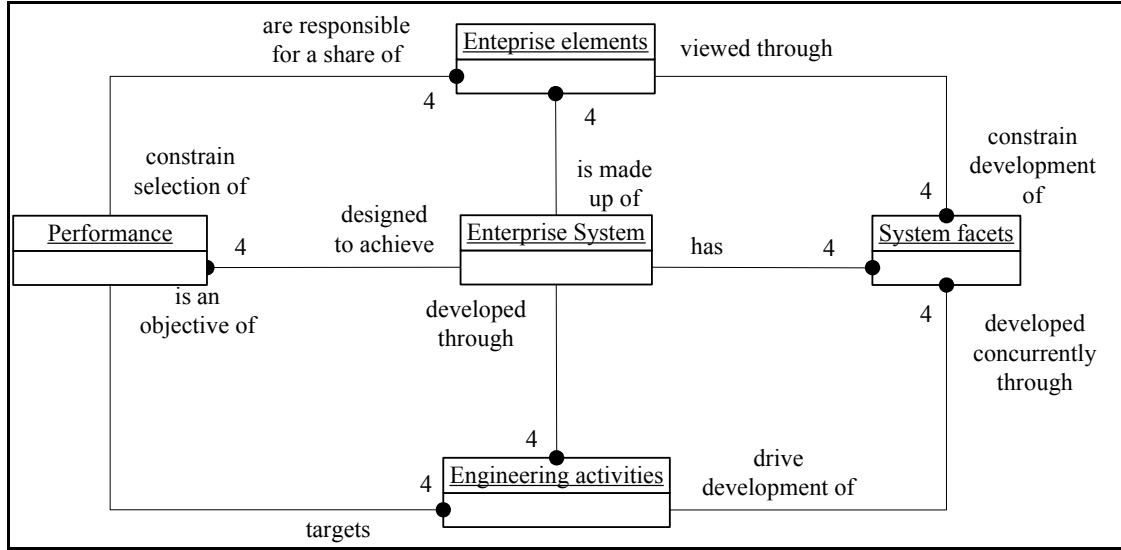 are responsible
for a share of
Enteprise elements
viewed through
4
4
constrain
selection of
is made
up of
constrain
development
of
4
Performance
designed
to achieve
4
Enterprise System
has
4
System facets
is an
objective of
developed
through
4
developed
concurrently
through
4
Engineering activities
4
drive
development of
targets